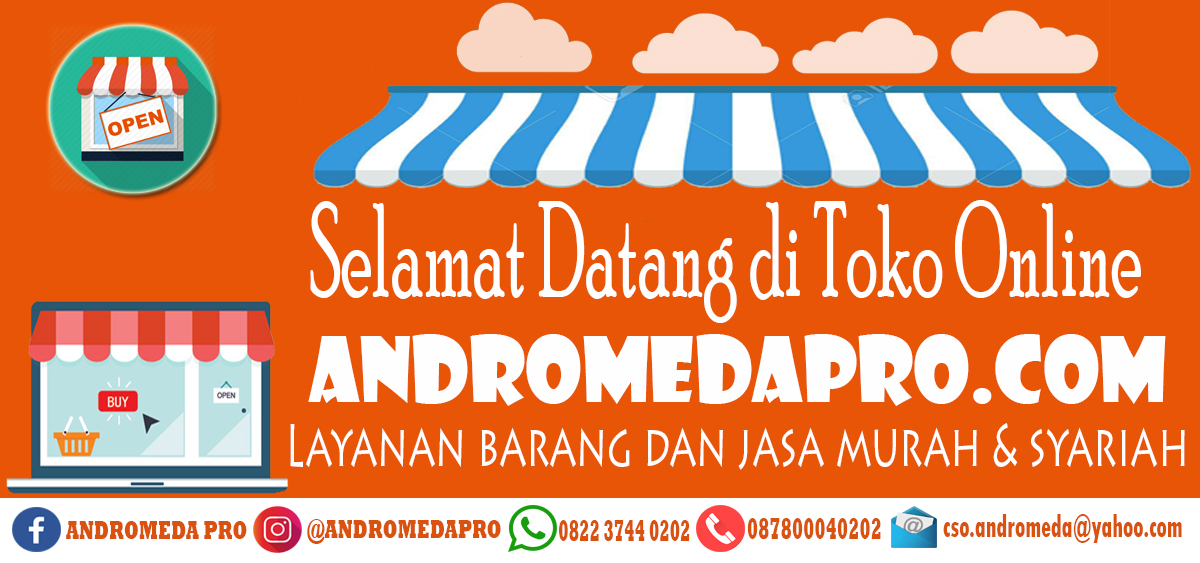 OPEN
Selamat Datang di Toko Online
ANDROMEDAPRO.COM
LAYANAN BARANG DAN JASA MURAH & SYARIAH
BUY
OPEN
ANDROMEDA PRO @ANDROMEDAPRO 0822 3744 0202 087800040202 cso.andromeda@yahoo.com